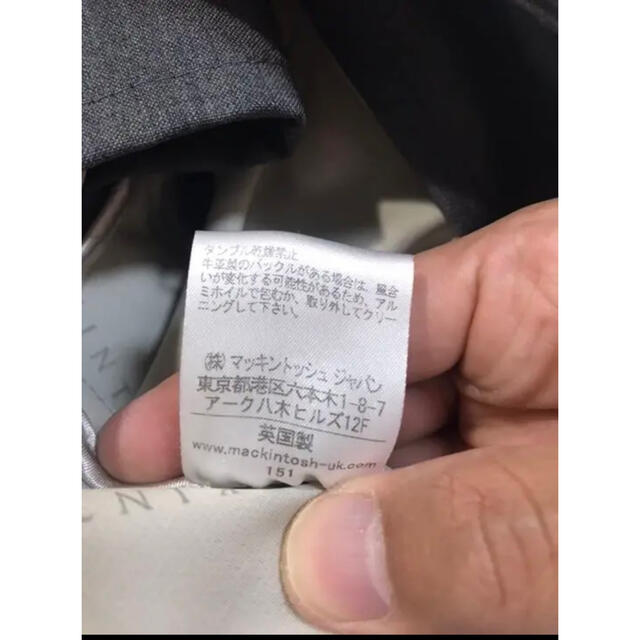 タンブル乾燥禁止
牛革製のバックルがある場合は、風合
いが変化する可能性があるため、アル
ミホイルで包むか、取り外してクリー
ニングして下さい。
(株)マッキントッシュ ジャパン
東京都港区六本木1-8-7
アーク八木ヒルズ12F
英国製
www.mackintosh-uk.com
151